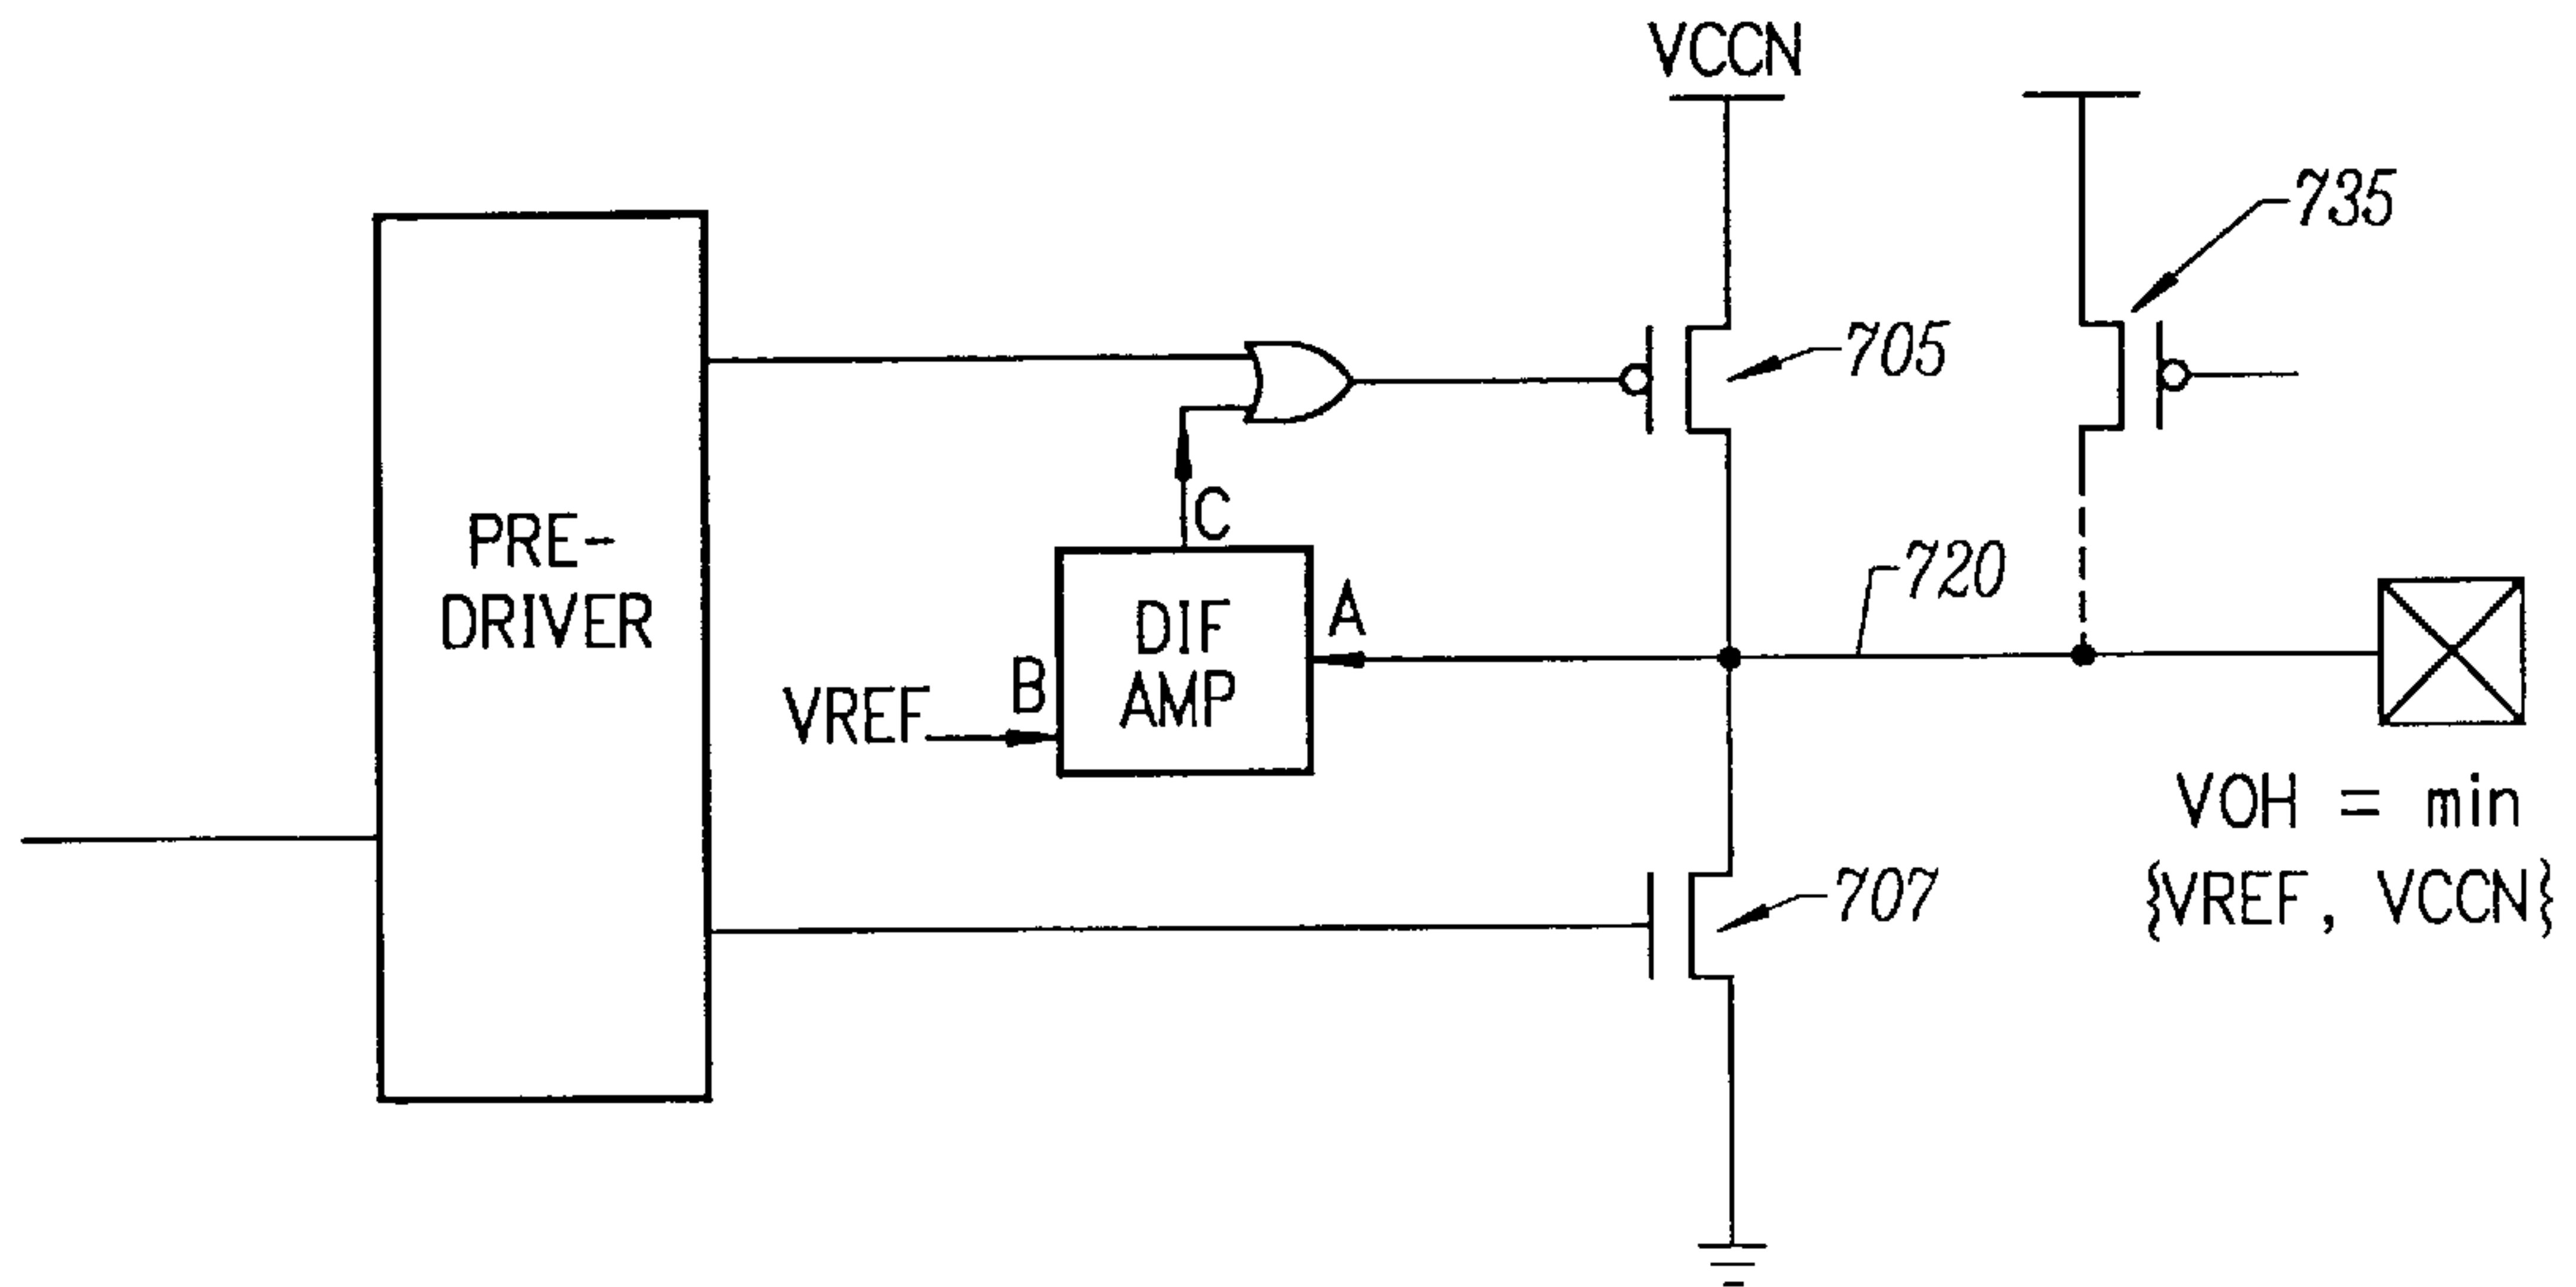 VCCN
735
705
C
PRE-
DRIVER
DIF
AMP
A
720
B
VREF
VOH = min
{VREF, VCCN}
707